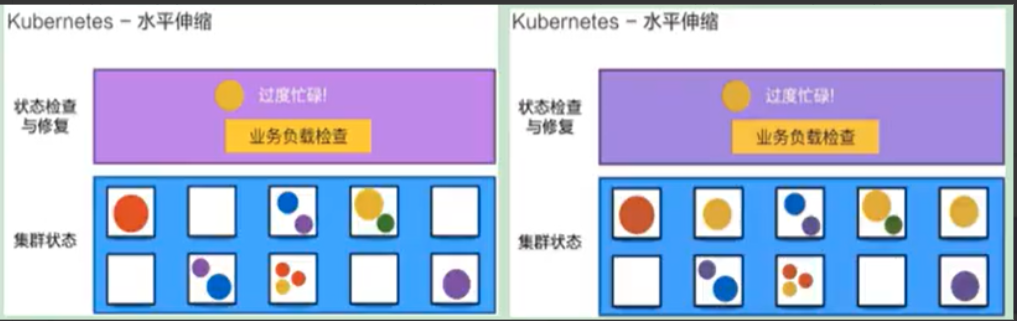 Kubernetes - 水平伸缩
状态检查
与修复
过度忙碌!
业务负载检查
集群状态
Kubernetes - 水平伸缩
状态检查
与修复
过度忙碌!
业务负载检查
集群状态